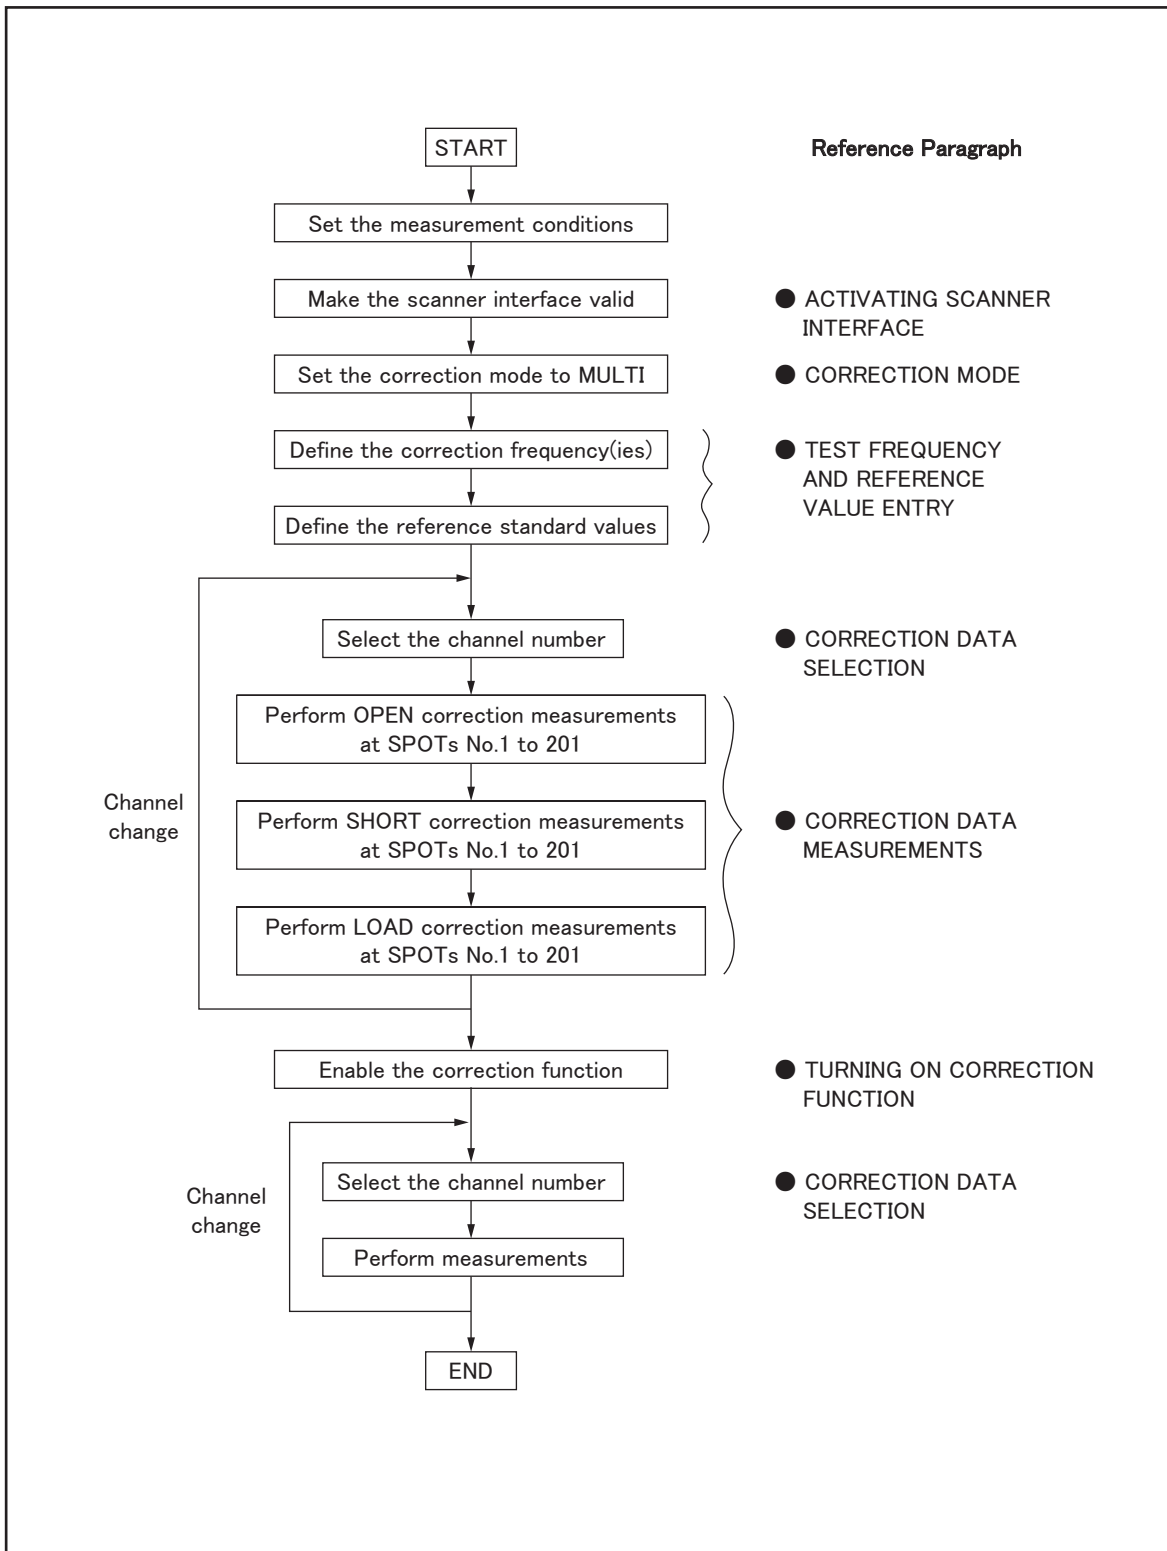 START
Reference Paragraph
Set the measurement conditions
Make the scanner interface valid
● ACTIVATING SCANNER
INTERFACE
Set the correction mode to MULTI
● CORRECTION MODE
Define the correction frequency(ies)
● TEST FREQUENCY
AND REFERENCE
VALUE ENTRY
Define the reference standard values
Select the channel number
● CORRECTION DATA
SELECTION
Perform OPEN correction measurements
at SPOTs No.1 to 201
Channel
change
Perform SHORT correction measurements
at SPOTs No.1 to 201
● CORRECTION DATA
MEASUREMENTS
Perform LOAD correction measurements
at SPOTs No.1 to 201
Enable the correction function
● TURNING ON CORRECTION
FUNCTION
Channel
change
Select the channel number
● CORRECTION DATA
SELECTION
Perform measurements
END